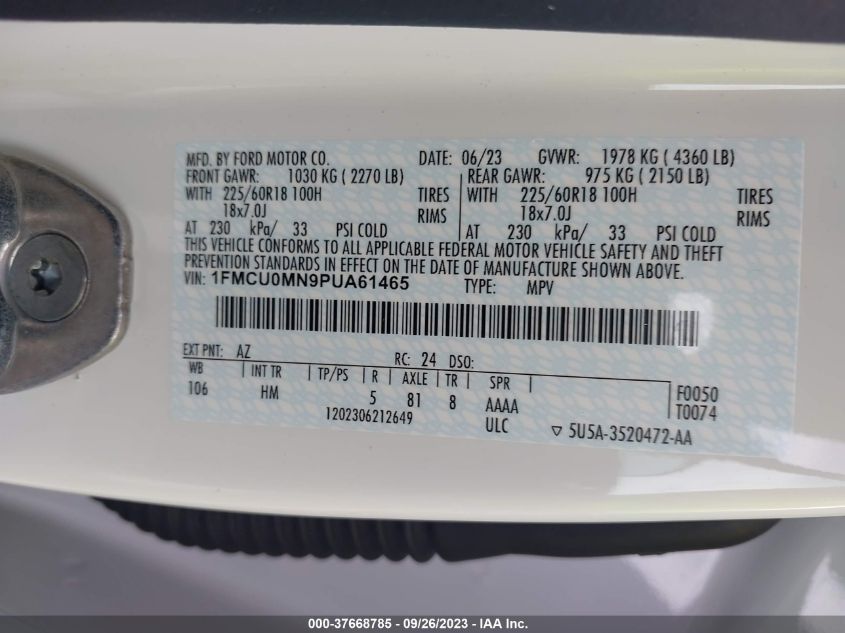 MFD. BY FORD MOTOR CO. DATE: 06/23 GVWR: 1978 KG ( 4360 LB)
FRONT GAWR: 1030 KG ( 2270 LB) REAR GAWR: 975 KG ( 2150 LB)
WITH 225/60R18 100H TIRES WITH 225/60R18 100H TIRES
18x7.0J RIMS 18x7.0J RIMS
AT 230 kPa/ 33 PSI COLD AT 230 kPa/ 33 PSI COLD
THIS VEHICLE CONFORMS TO ALL APPLICABLE FEDERAL MOTOR VEHICLE SAFETY AND THEFT
PREVENTION STANDARDS IN EFFECT ON THE DATE OF MANUFACTURE SHOWN ABOVE.
VIN: 1FMCU0MN9PUA61465 TYPE: MPV
EXT PNT: AZ RC: 24 DSO:
WB INT TR TP/PS R AXLE TR SPR
106 HM 5 81 8 AAAA F0050
1202306212649 ULC T0074
▽ 5U5A-3520472-AA
000-37668785 - 09/26/2023 - IAA Inc.